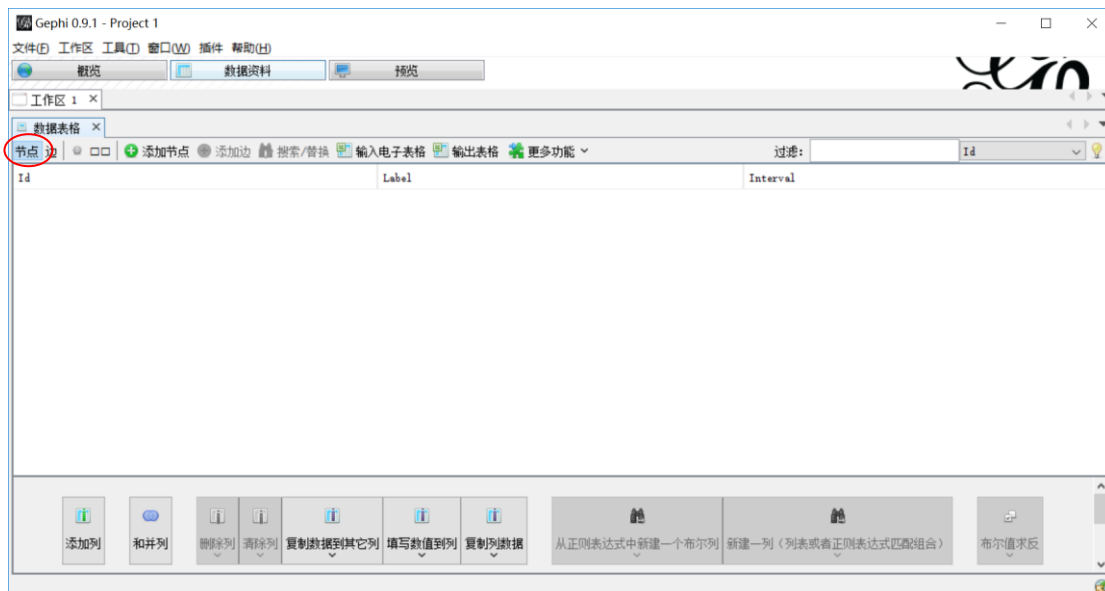 Gephi 0.9.1 - Project 1
文件(F) 工作区 工具(T) 窗口(W) 插件 帮助(H)
概览 数据资料 预览
工作区 1
数据表格
节点 边 添加节点 添加边 搜索/替换 输入电子表格 输出表格 更多功能 过滤: Id
Id Label Interval
添加列 和并列 删除列 清除列 复制数据到其它列 填写数值到列 复制列数据 从正则表达式中新建一个布尔列 新建一列（列表或者正则表达式匹配组合） 布尔值求反